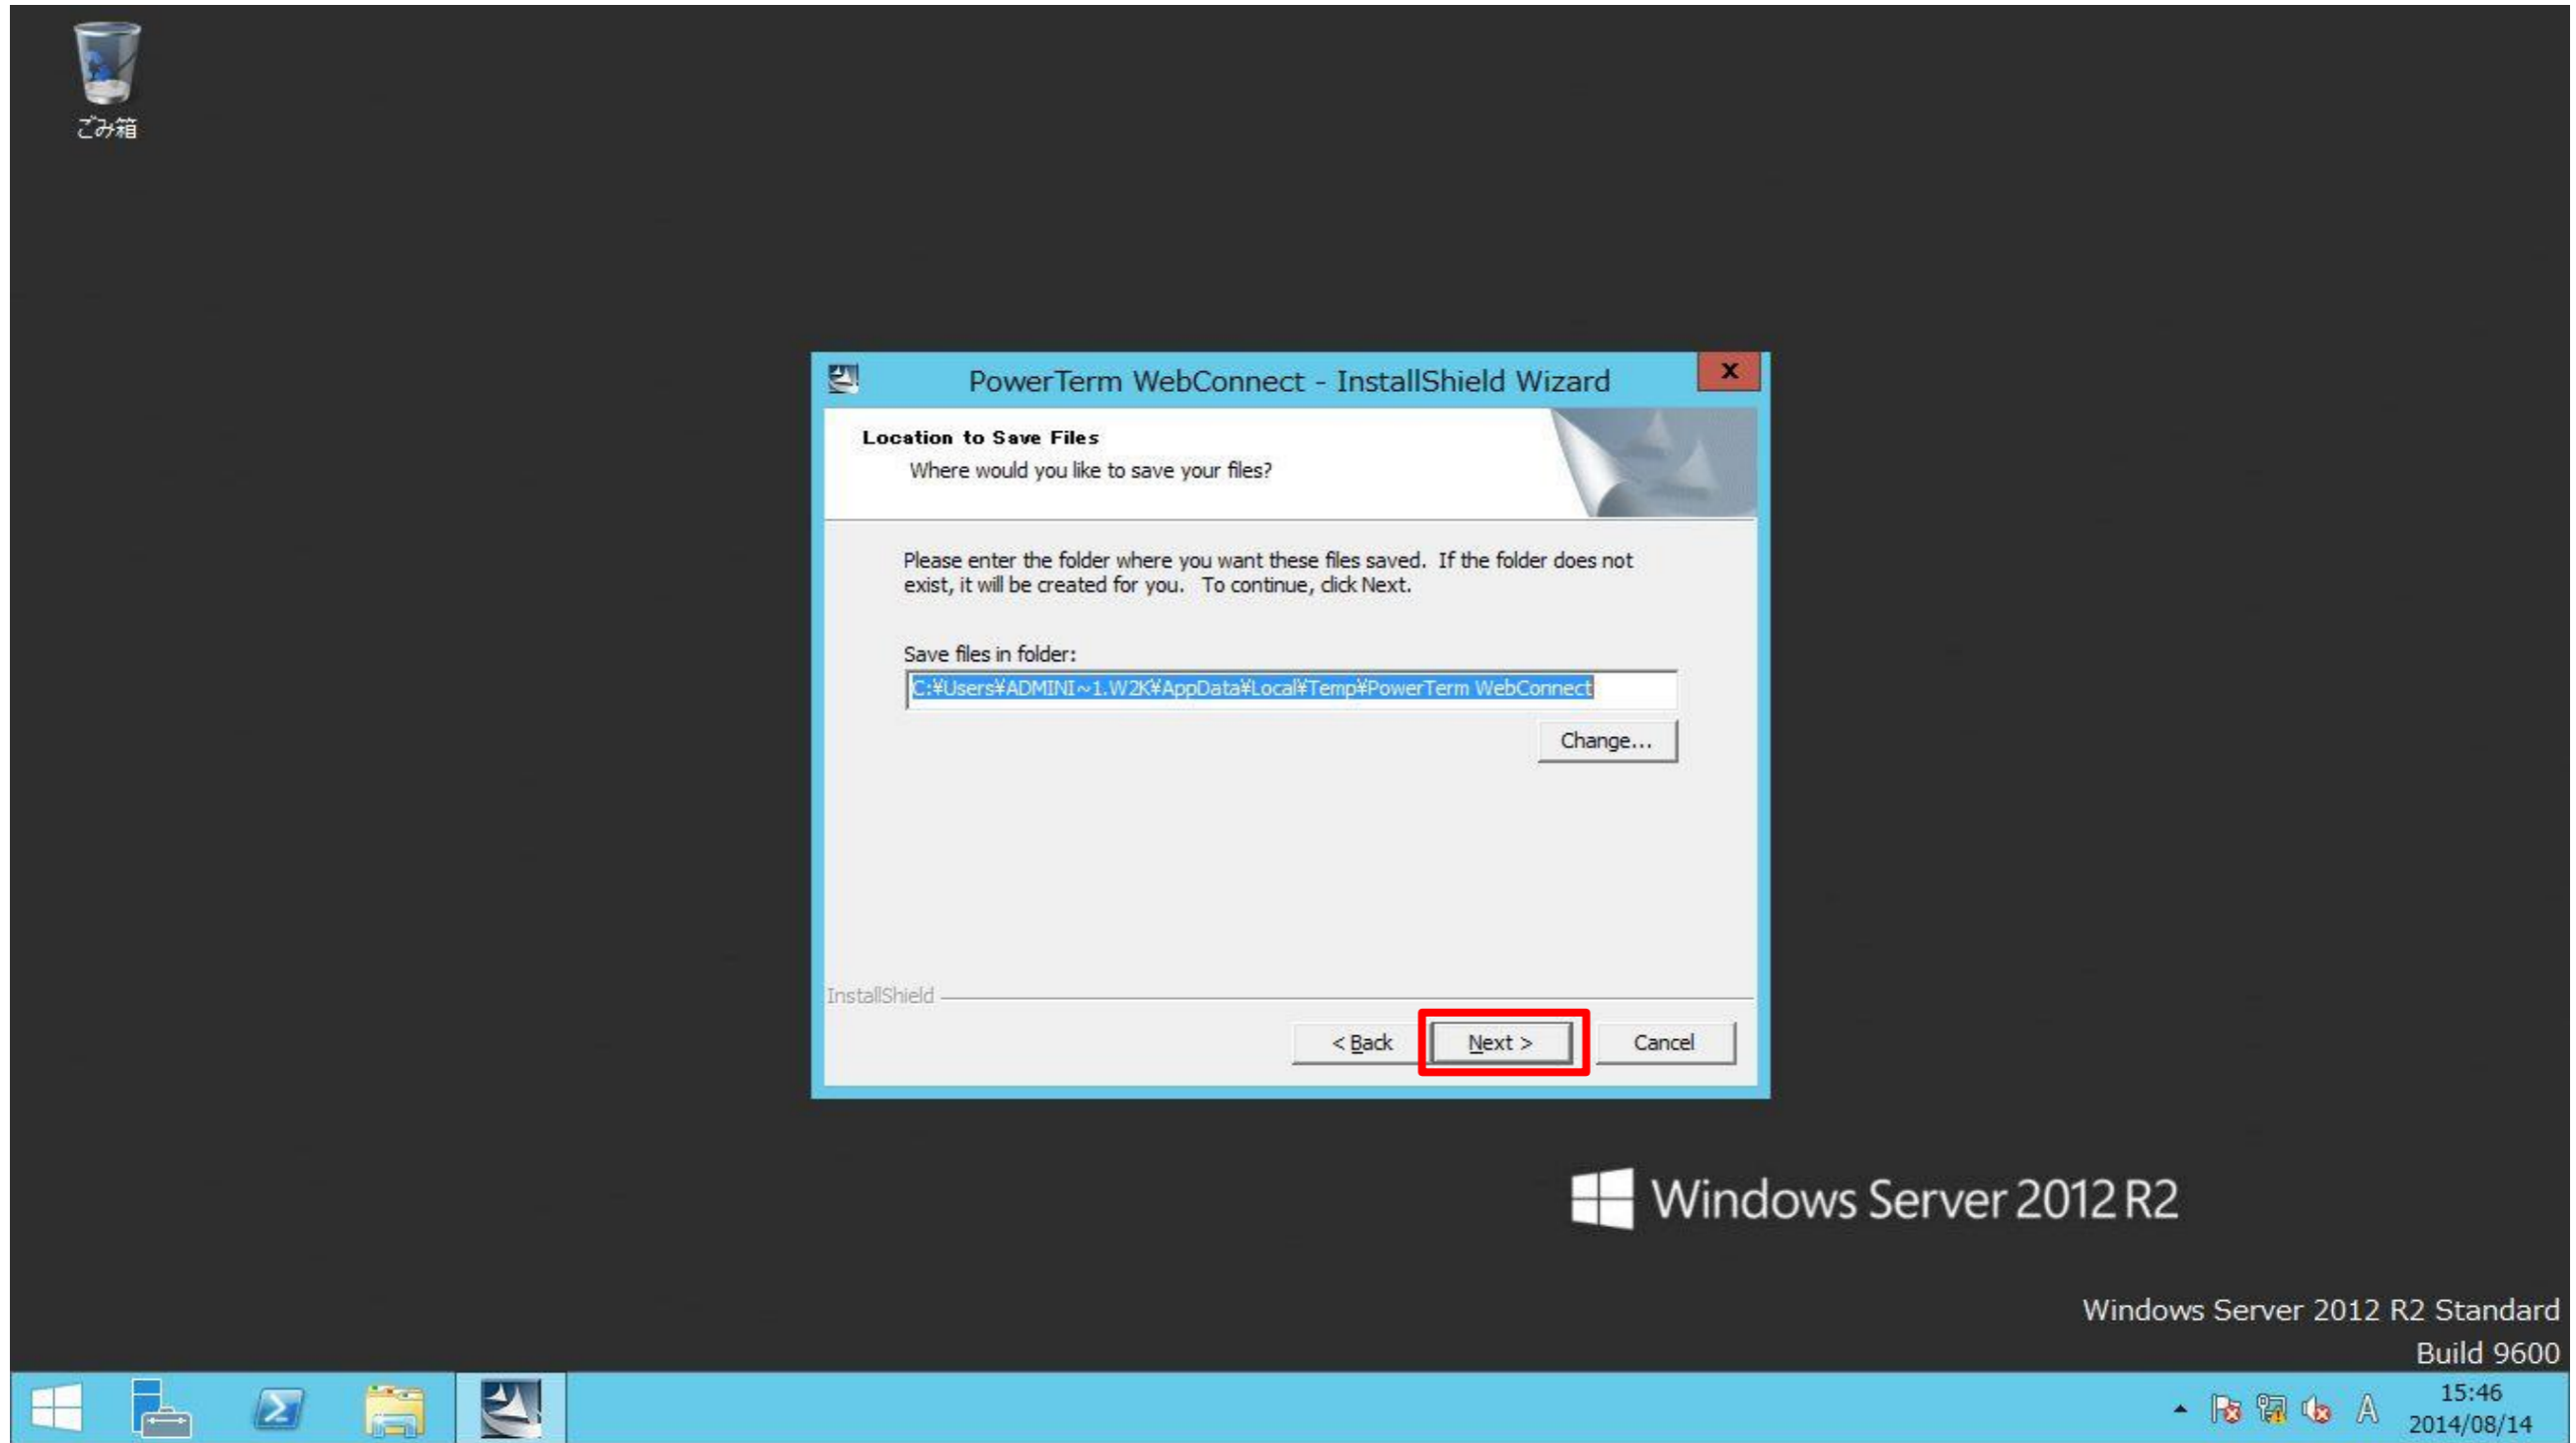 ごみ箱
PowerTerm WebConnect - InstallShield Wizard
x
Location to Save Files
Where would you like to save your files?
Please enter the folder where you want these files saved. If the folder does not
exist, it will be created for you. To continue, click Next.
Save files in folder:
C:¥Users¥ADMINI~1.W2K¥AppData¥Local¥Temp¥PowerTerm WebConnect
Change...
InstallShield
< Back
Next >
Cancel
Windows Server 2012 R2
Windows Server 2012 R2 Standard
Build 9600
A
15:46
2014/08/14